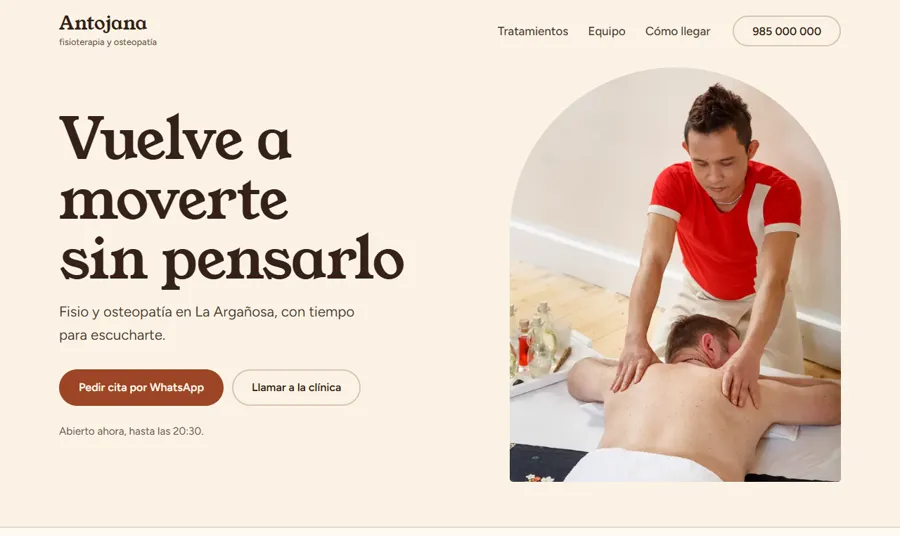 Antojana
fisioterapia y osteopatía
Tratamientos
Equipo
Cómo llegar
985 000 000
Vuelve a
moverte
sin pensarlo
Fisio y osteopatía en La Argañosa, con tiempo
para escucharte.
Pedir cita por WhatsApp
Llamar a la clínica
Abierto ahora, hasta las 20:30.